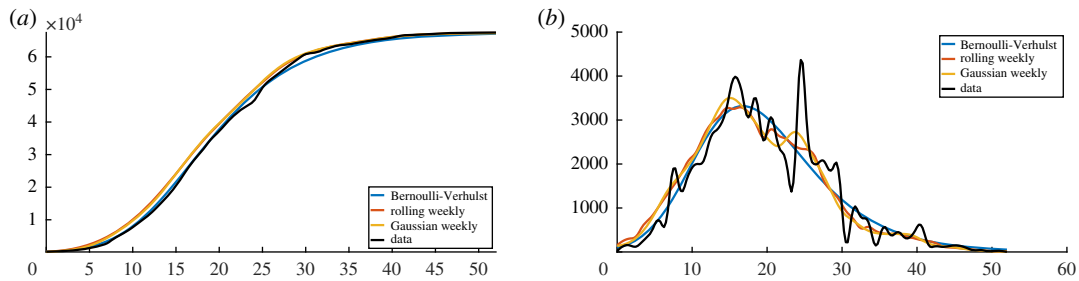 (a)
×10⁴
6
5
4
3
2
1
0 5 10 15 20 25 30 35 40 45 50
Bernoulli-Verhulst
rolling weekly
Gaussian weekly
data
(b)
5000
4000
3000
2000
1000
0 10 20 30 40 50 60
Bernoulli-Verhulst
rolling weekly
Gaussian weekly
data